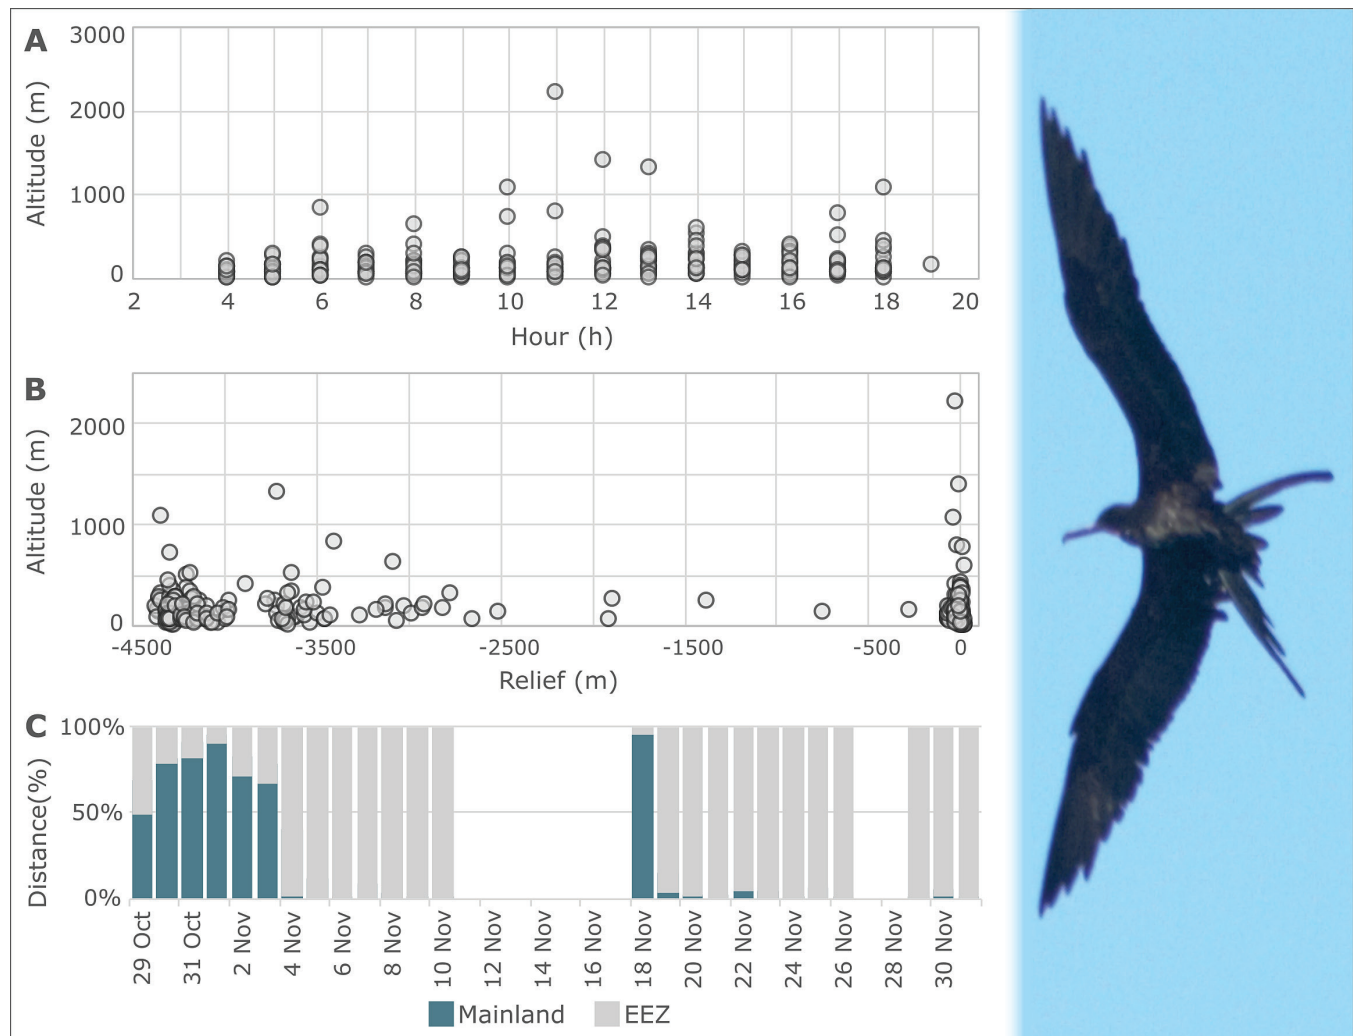 A
3000
2000
1000
0
Altitude (m)
2 4 6 8 10 12 14 16 18 20
Hour (h)
B
2000
1000
0
Altitude (m)
-4500 -3500 -2500 -1500 -500 0
Relief (m)
C
100%
50%
0%
Distance(%)
29 Oct 31 Oct 2 Nov 4 Nov 6 Nov 8 Nov 10 Nov 12 Nov 14 Nov 16 Nov 18 Nov 20 Nov 22 Nov 24 Nov 26 Nov 28 Nov 30 Nov
Mainland EEZ